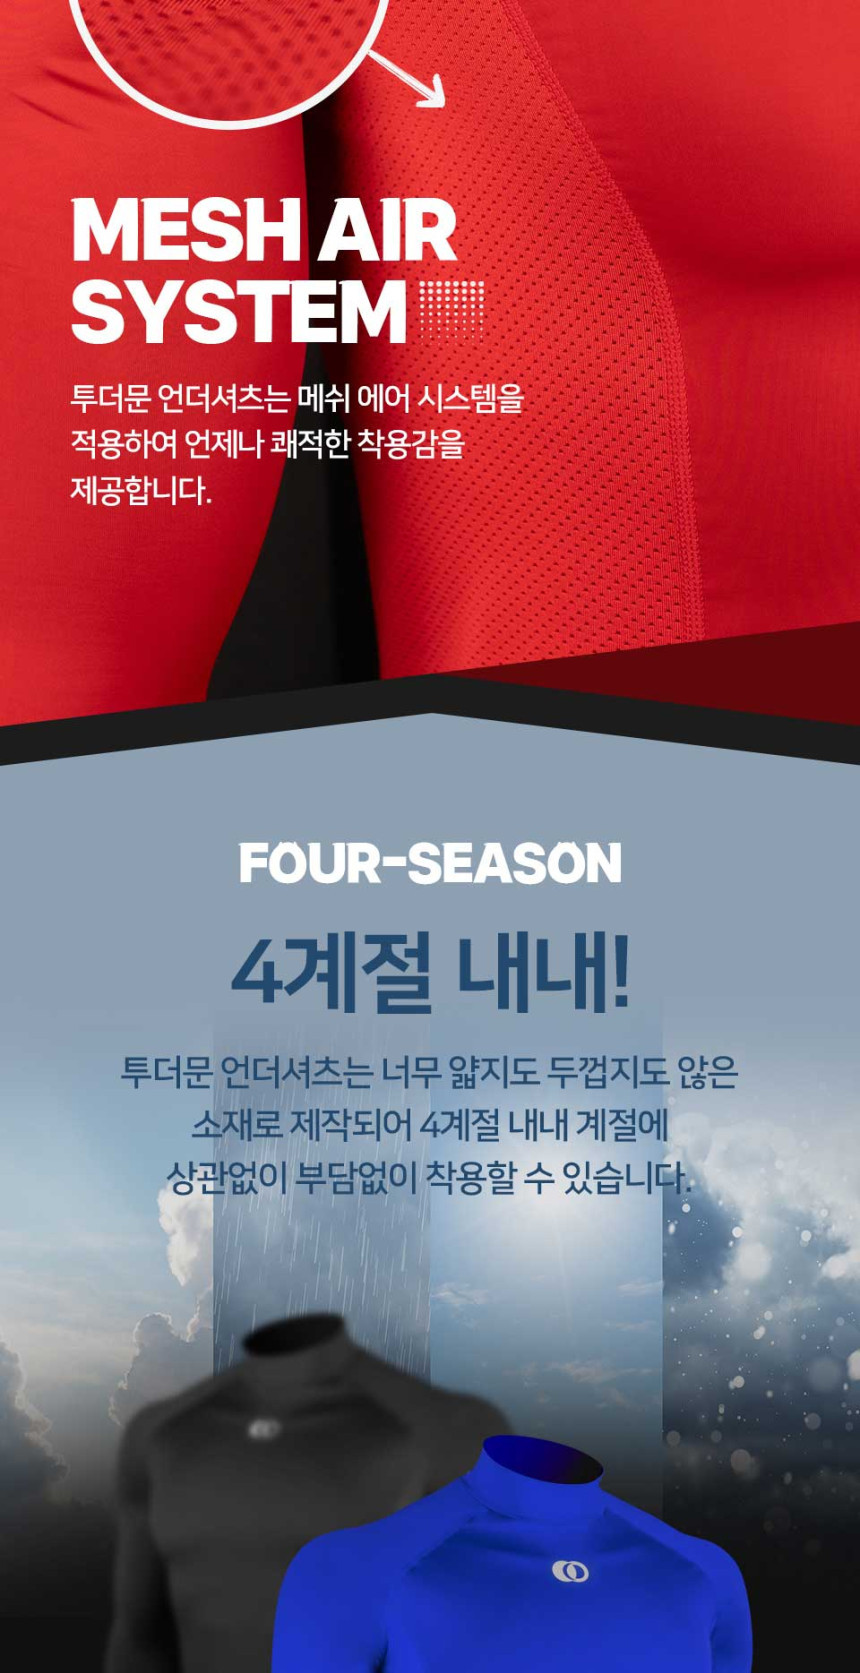 MESH AIR
SYSTEM
투더문 언더셔츠는 메쉬 에어 시스템을
적용하여 언제나 쾌적한 착용감을
제공합니다.
FOUR-SEASON
4계절 내내!
투더문 언더셔츠는 너무 얇지도 두껍지도 않은
소재로 제작되어 4계절 내내 계절에
상관없이 부담없이 착용할 수 있습니다.